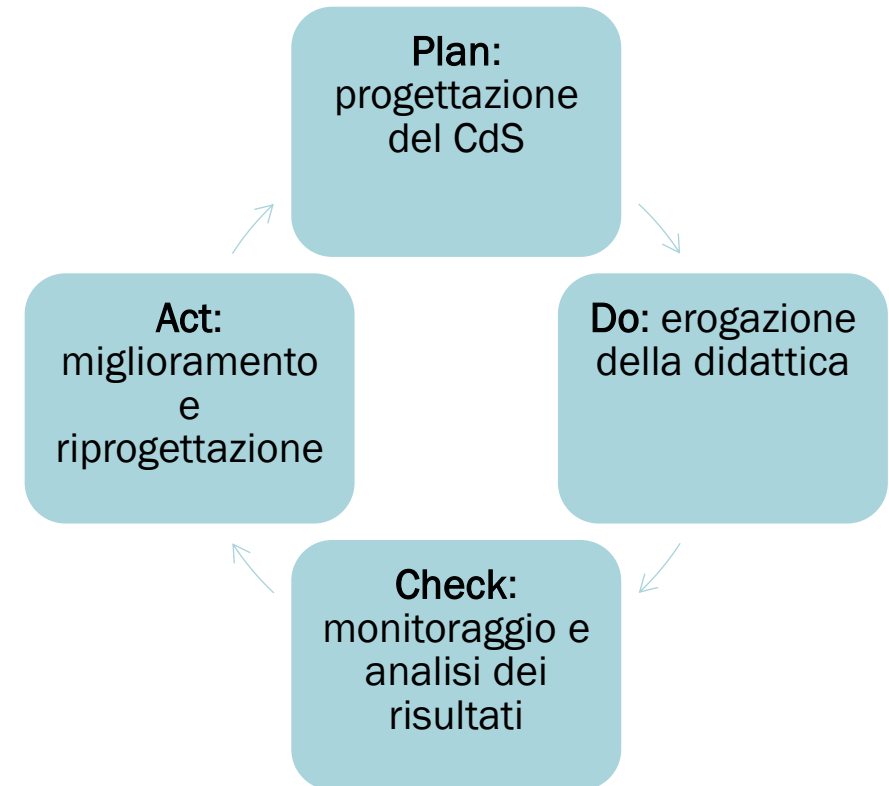 Plan:
progettazione
del CdS
Do: erogazione
della didattica
Check:
monitoraggio e
analisi dei
risultati
Act:
miglioramento
e
riprogettazione